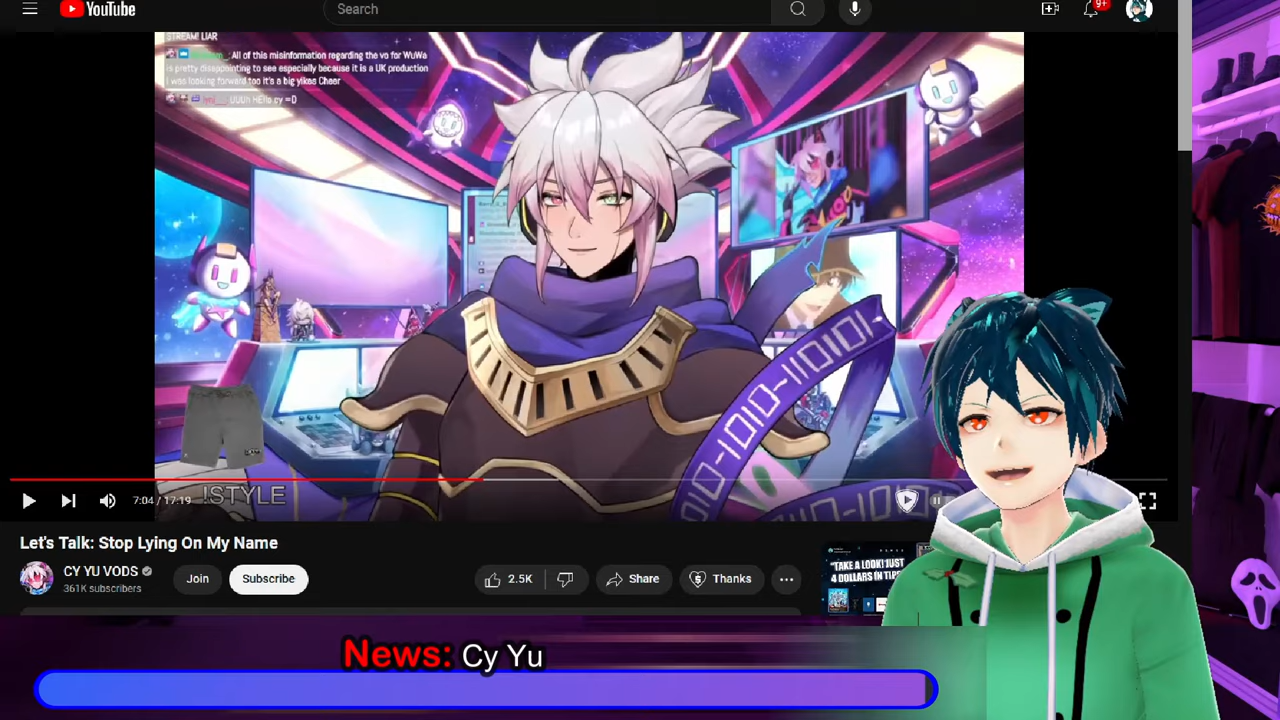 YouTube
Search
9+
STREAM! LIAR
: All of this misinformation regarding the vo for WuWa
is pretty disappointing to see especially because it is a UK production
I was looking forward too it's a big yikes Cheer
: UUUh HEllo cy =D
!STYLE
7:04 / 17:19
Let's Talk: Stop Lying On My Name
CY YU VODS
361K subscribers
Join
Subscribe
2.5K
Share
Thanks
"TAKE A LOOK! JUST
4 DOLLARS IN TIPS
News: Cy Yu